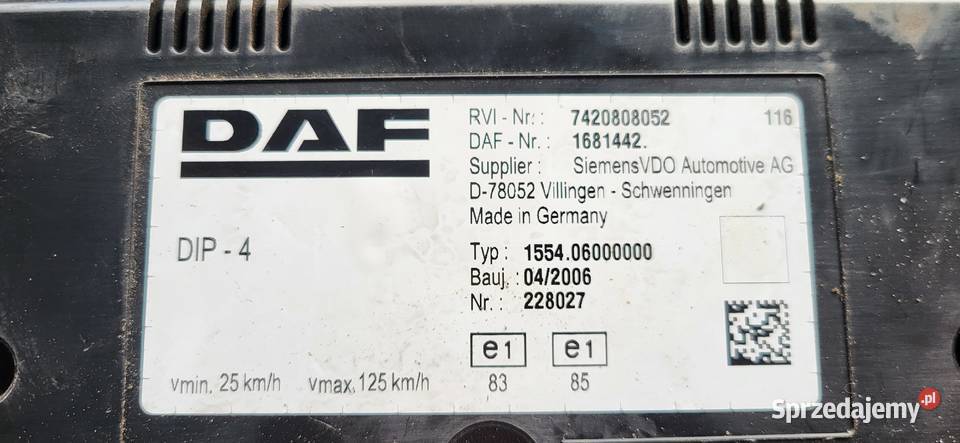 DAF
RVI - Nr. : 7420808052 116
DAF - Nr. : 1681442.
Supplier : SiemensVDO Automotive AG
D-78052 Villingen - Schwenningen
Made in Germany
DIP - 4
Typ : 1554.06000000
Bauj. : 04/2006
Nr. : 228027
e1 e1
83 85
vmin. 25 km/h vmax. 125 km/h
Sprzedajemy.pl